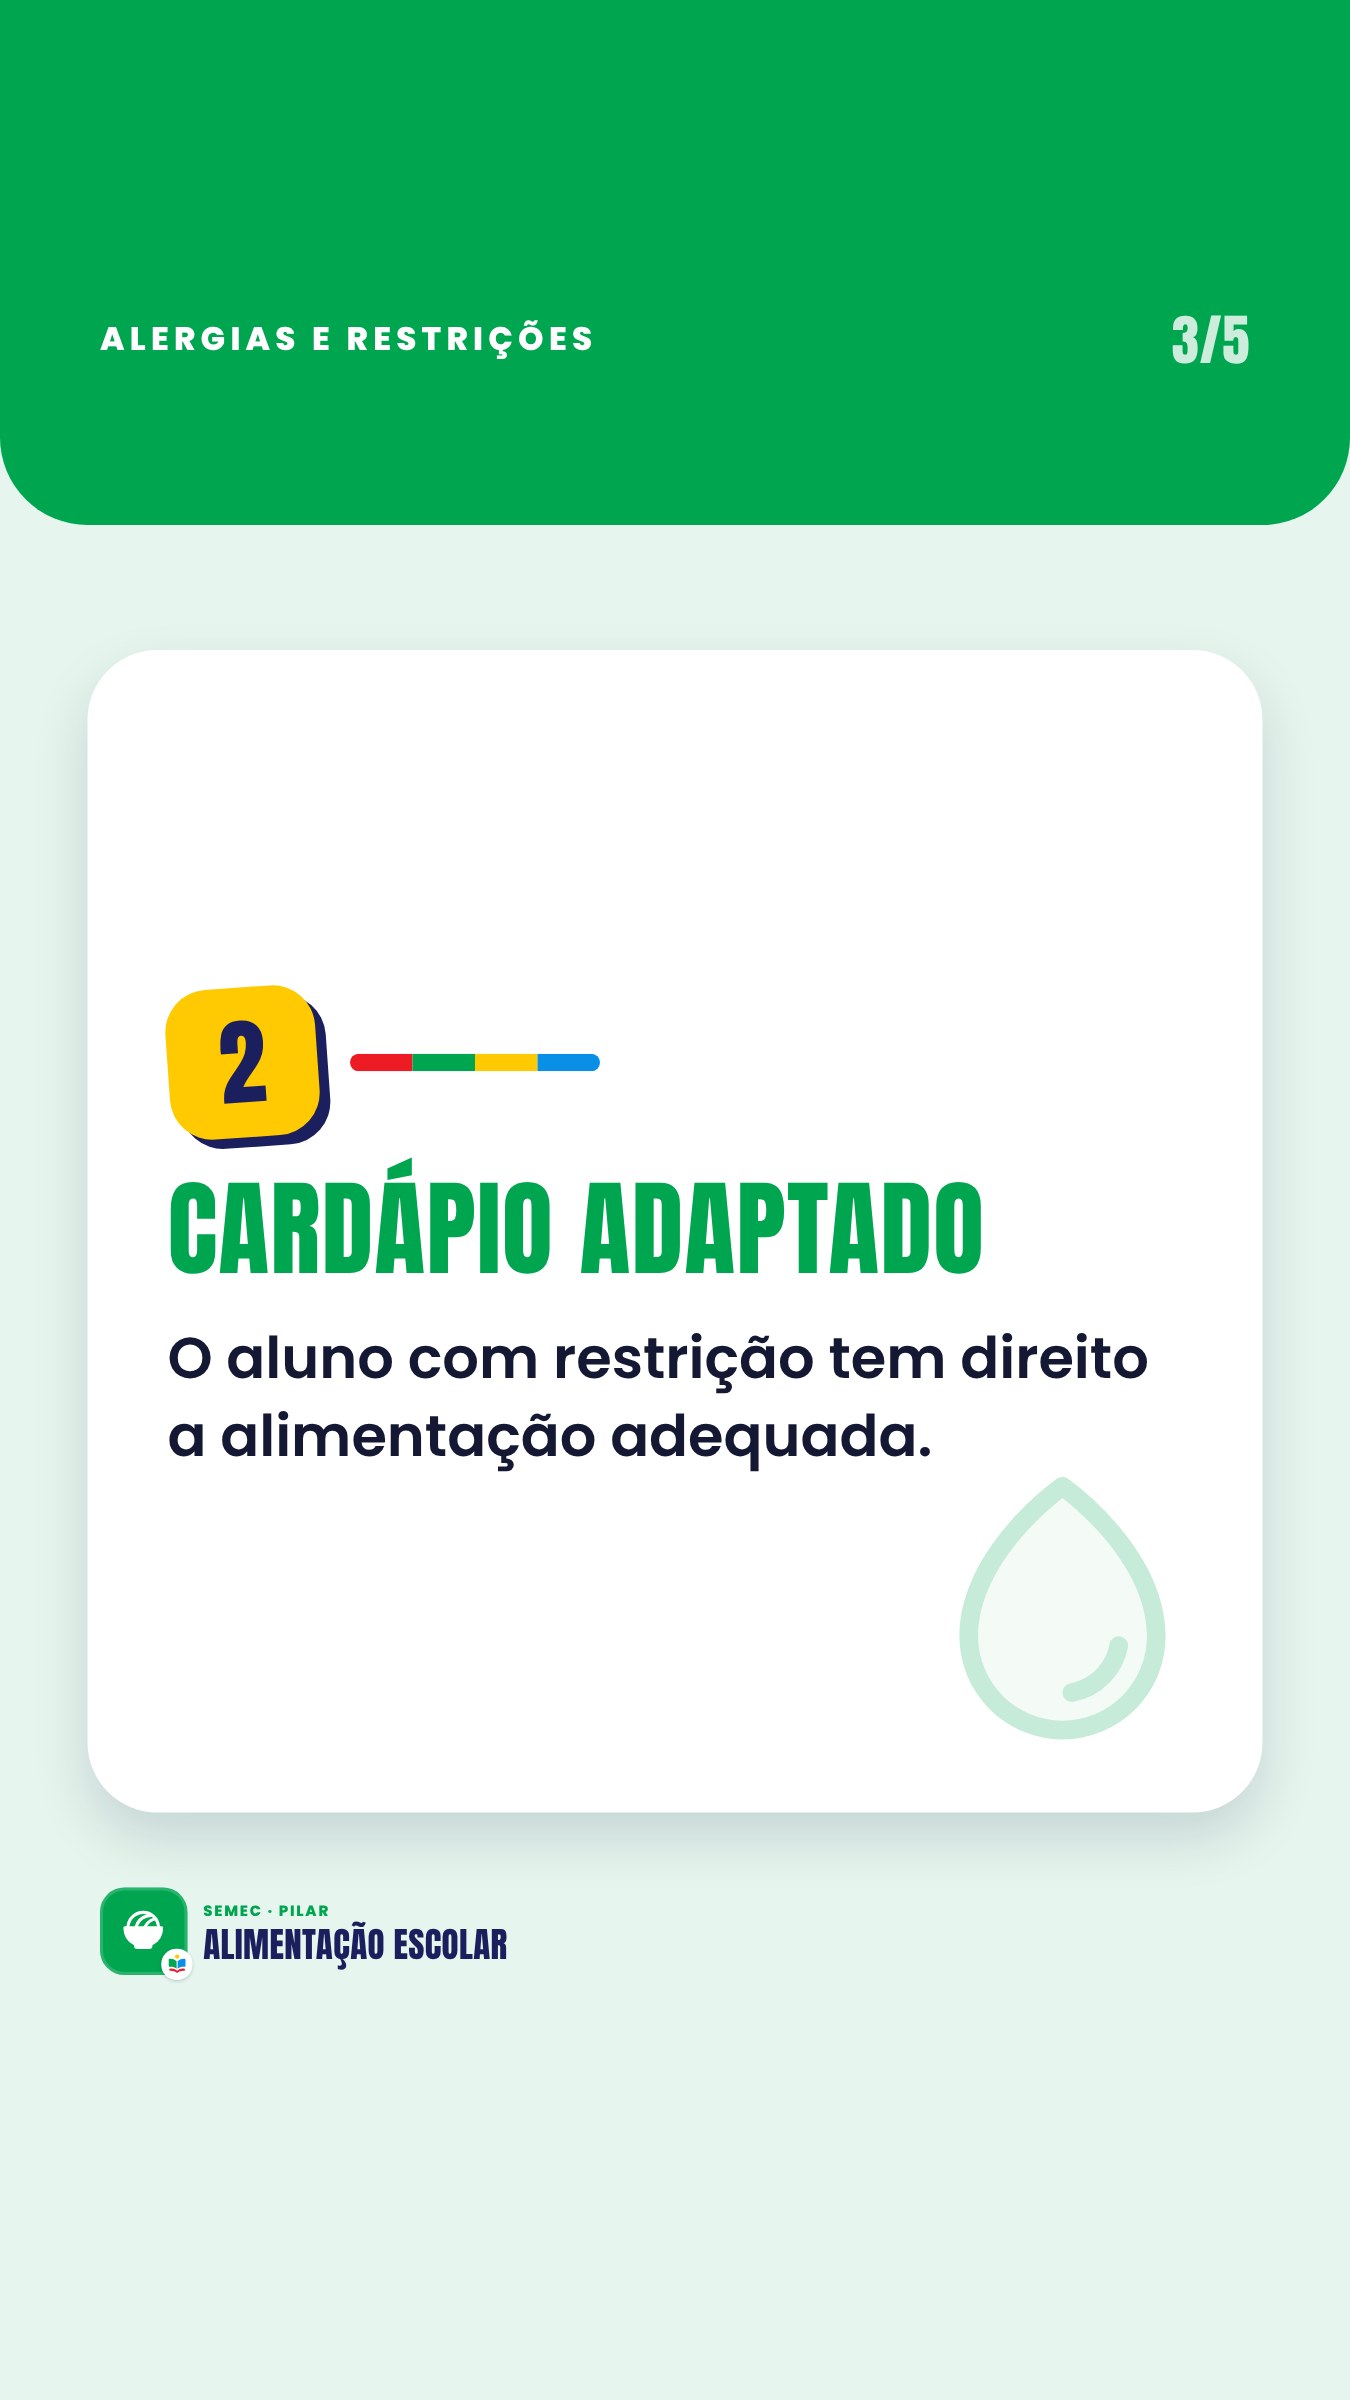 ALERGIAS E RESTRIÇÕES
3/5
2
CARDÁPIO ADAPTADO
O aluno com restrição tem direito
a alimentação adequada.
SEMEC · PILAR
ALIMENTAÇÃO ESCOLAR